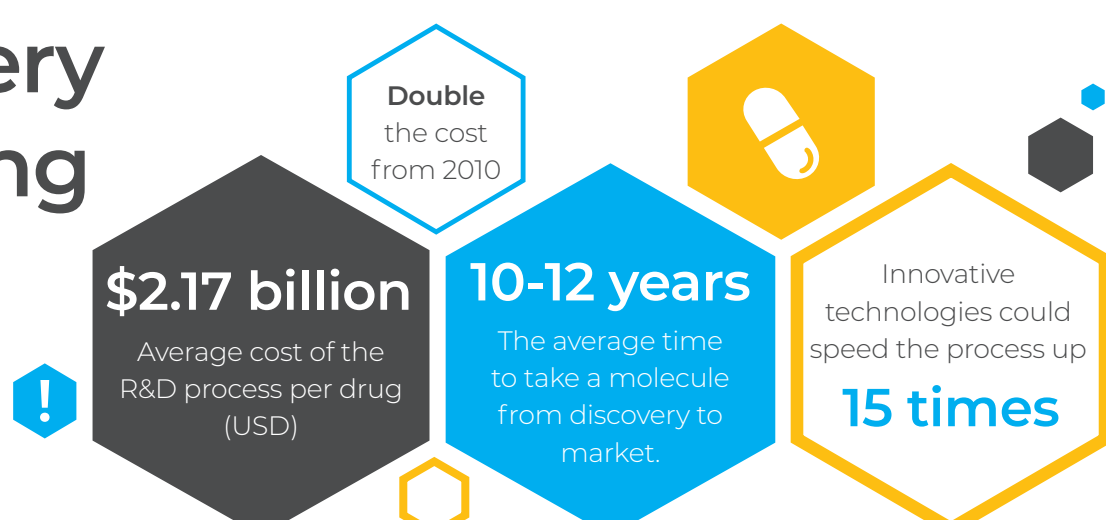 ery
ng
Double
the cost
from 2010
$2.17 billion
Average cost of the
R&D process per drug
(USD)
10-12 years
The average time
to take a molecule
from discovery to
market.
Innovative
technologies could
speed the process up
15 times
!